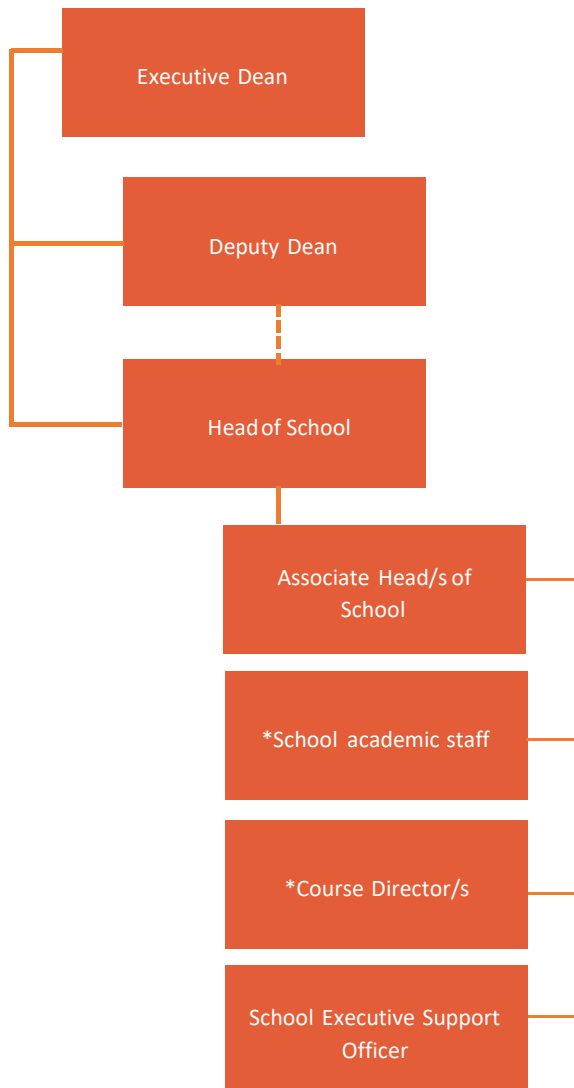 Executive Dean
Deputy Dean
Head of School
Associate Head/s of
School
*School academic staff
*Course Director/s
School Executive Support
Officer